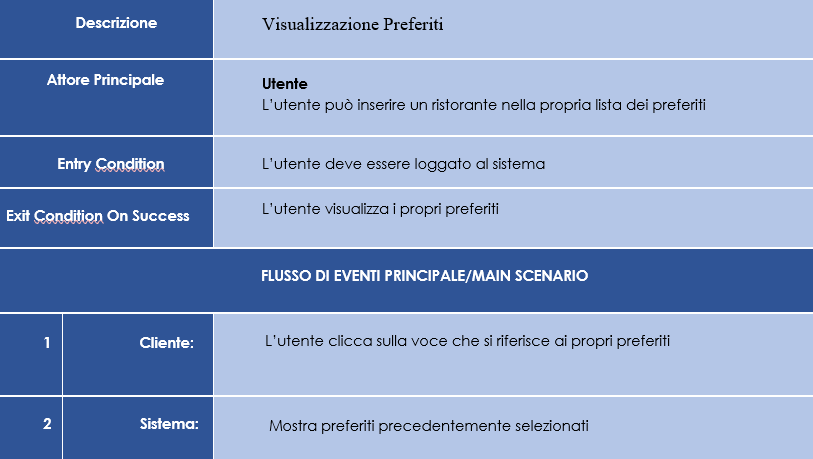 Descrizione
Visualizzazione Preferiti
Attore Principale
Utente
L'utente può inserire un ristorante nella propria lista dei preferiti
Entry Condition
L'utente deve essere loggato al sistema
Exit Condition On Success
L'utente visualizza i propri preferiti
FLUSSO DI EVENTI PRINCIPALE/MAIN SCENARIO
1
Cliente:
L'utente clicca sulla voce che si riferisce ai propri preferiti
2
Sistema:
Mostra preferiti precedentemente selezionati